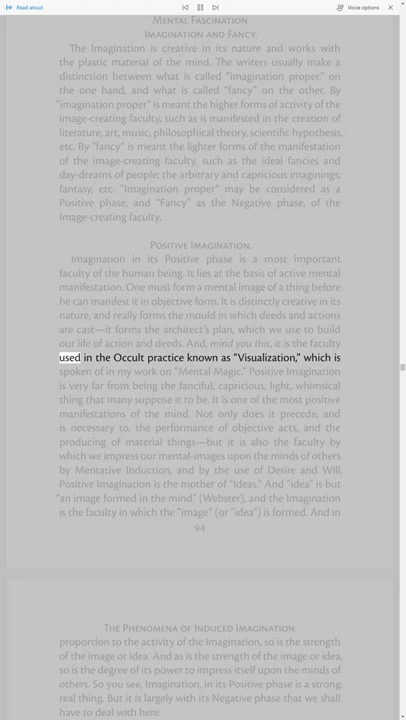 Read aloud
Voice options
MENTAL FASCINATION
IMAGINATION AND FANCY.
The Imagination is creative in its nature and works with
the plastic material of the mind. The writers usually make a
distinction between what is called “imagination proper,” on
the one hand, and what is called “fancy” on the other. By
“imagination proper” is meant the higher forms of activity of the
image-creating faculty, such as is manifested in the creation of
literature, art, music, philosophical theory, scientific hypothesis,
etc. By “fancy” is meant the lighter forms of the manifestation
of the image-creating faculty, such as the ideal fancies and
day-dreams of people; the arbitrary and capricious imaginings;
fantasy, etc. “Imagination proper” may be considered as a
Positive phase, and “Fancy” as the Negative phase, of the
Image-creating faculty.
POSITIVE IMAGINATION.
Imagination in its Positive phase is a most important
faculty of the human being. It lies at the basis of active mental
manifestation. One must form a mental image of a thing before
he can manifest it in objective form. It is distinctly creative in its
nature, and really forms the mould in which deeds and actions
are cast—it forms the architect’s plan, which we use to build
our life of action and deeds. And, mind you this, it is the faculty
used in the Occult practice known as “Visualization,” which is
spoken of in my work on “Mental Magic.” Positive Imagination
is very far from being the fanciful, capricious, light, whimsical
thing that many suppose it to be. It is one of the most positive
manifestations of the mind. Not only does it precede, and
is necessary to, the performance of objective acts, and the
producing of material things—but it is also the faculty by
which we impress our mental-images upon the minds of others
by Mentative Induction, and by the use of Desire and Will.
Positive Imagination is the mother of “Ideas.” And “idea” is but
“an image formed in the mind” (Webster), and the Imagination
is the faculty in which the “image” (or “idea”) is formed. And in
94
THE PHENOMENA OF INDUCED IMAGINATION.
proportion to the activity of the Imagination, so is the strength
of the image or idea. And as is the strength of the image or idea,
so is the degree of its power to impress itself upon the minds of
others. So you see, Imagination, in its Positive phase is a strong,
real thing. But it is largely with its Negative phase that we shall
have to deal with here.